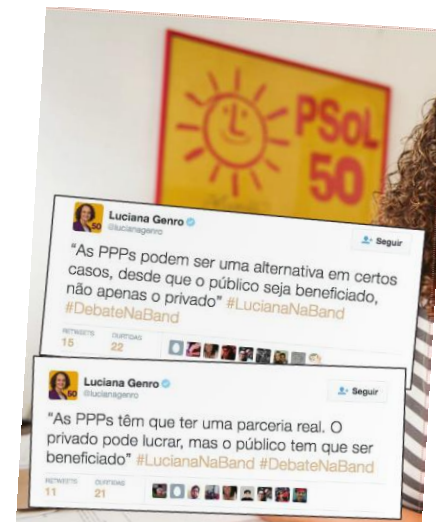 PSOL
50
Luciana Genro
@lucianagenro
Seguir
“As PPPs podem ser uma alternativa em certos
casos, desde que o público seja beneficiado,
não apenas o privado” #LucianaNaBand
#DebateNaBand
RETWEETS CURTIDAS
15 22
Luciana Genro
@lucianagenro
Seguir
“As PPPs têm que ter uma parceria real. O
privado pode lucrar, mas o público tem que ser
beneficiado” #LucianaNaBand #DebateNaBand
RETWEETS CURTIDAS
11 21